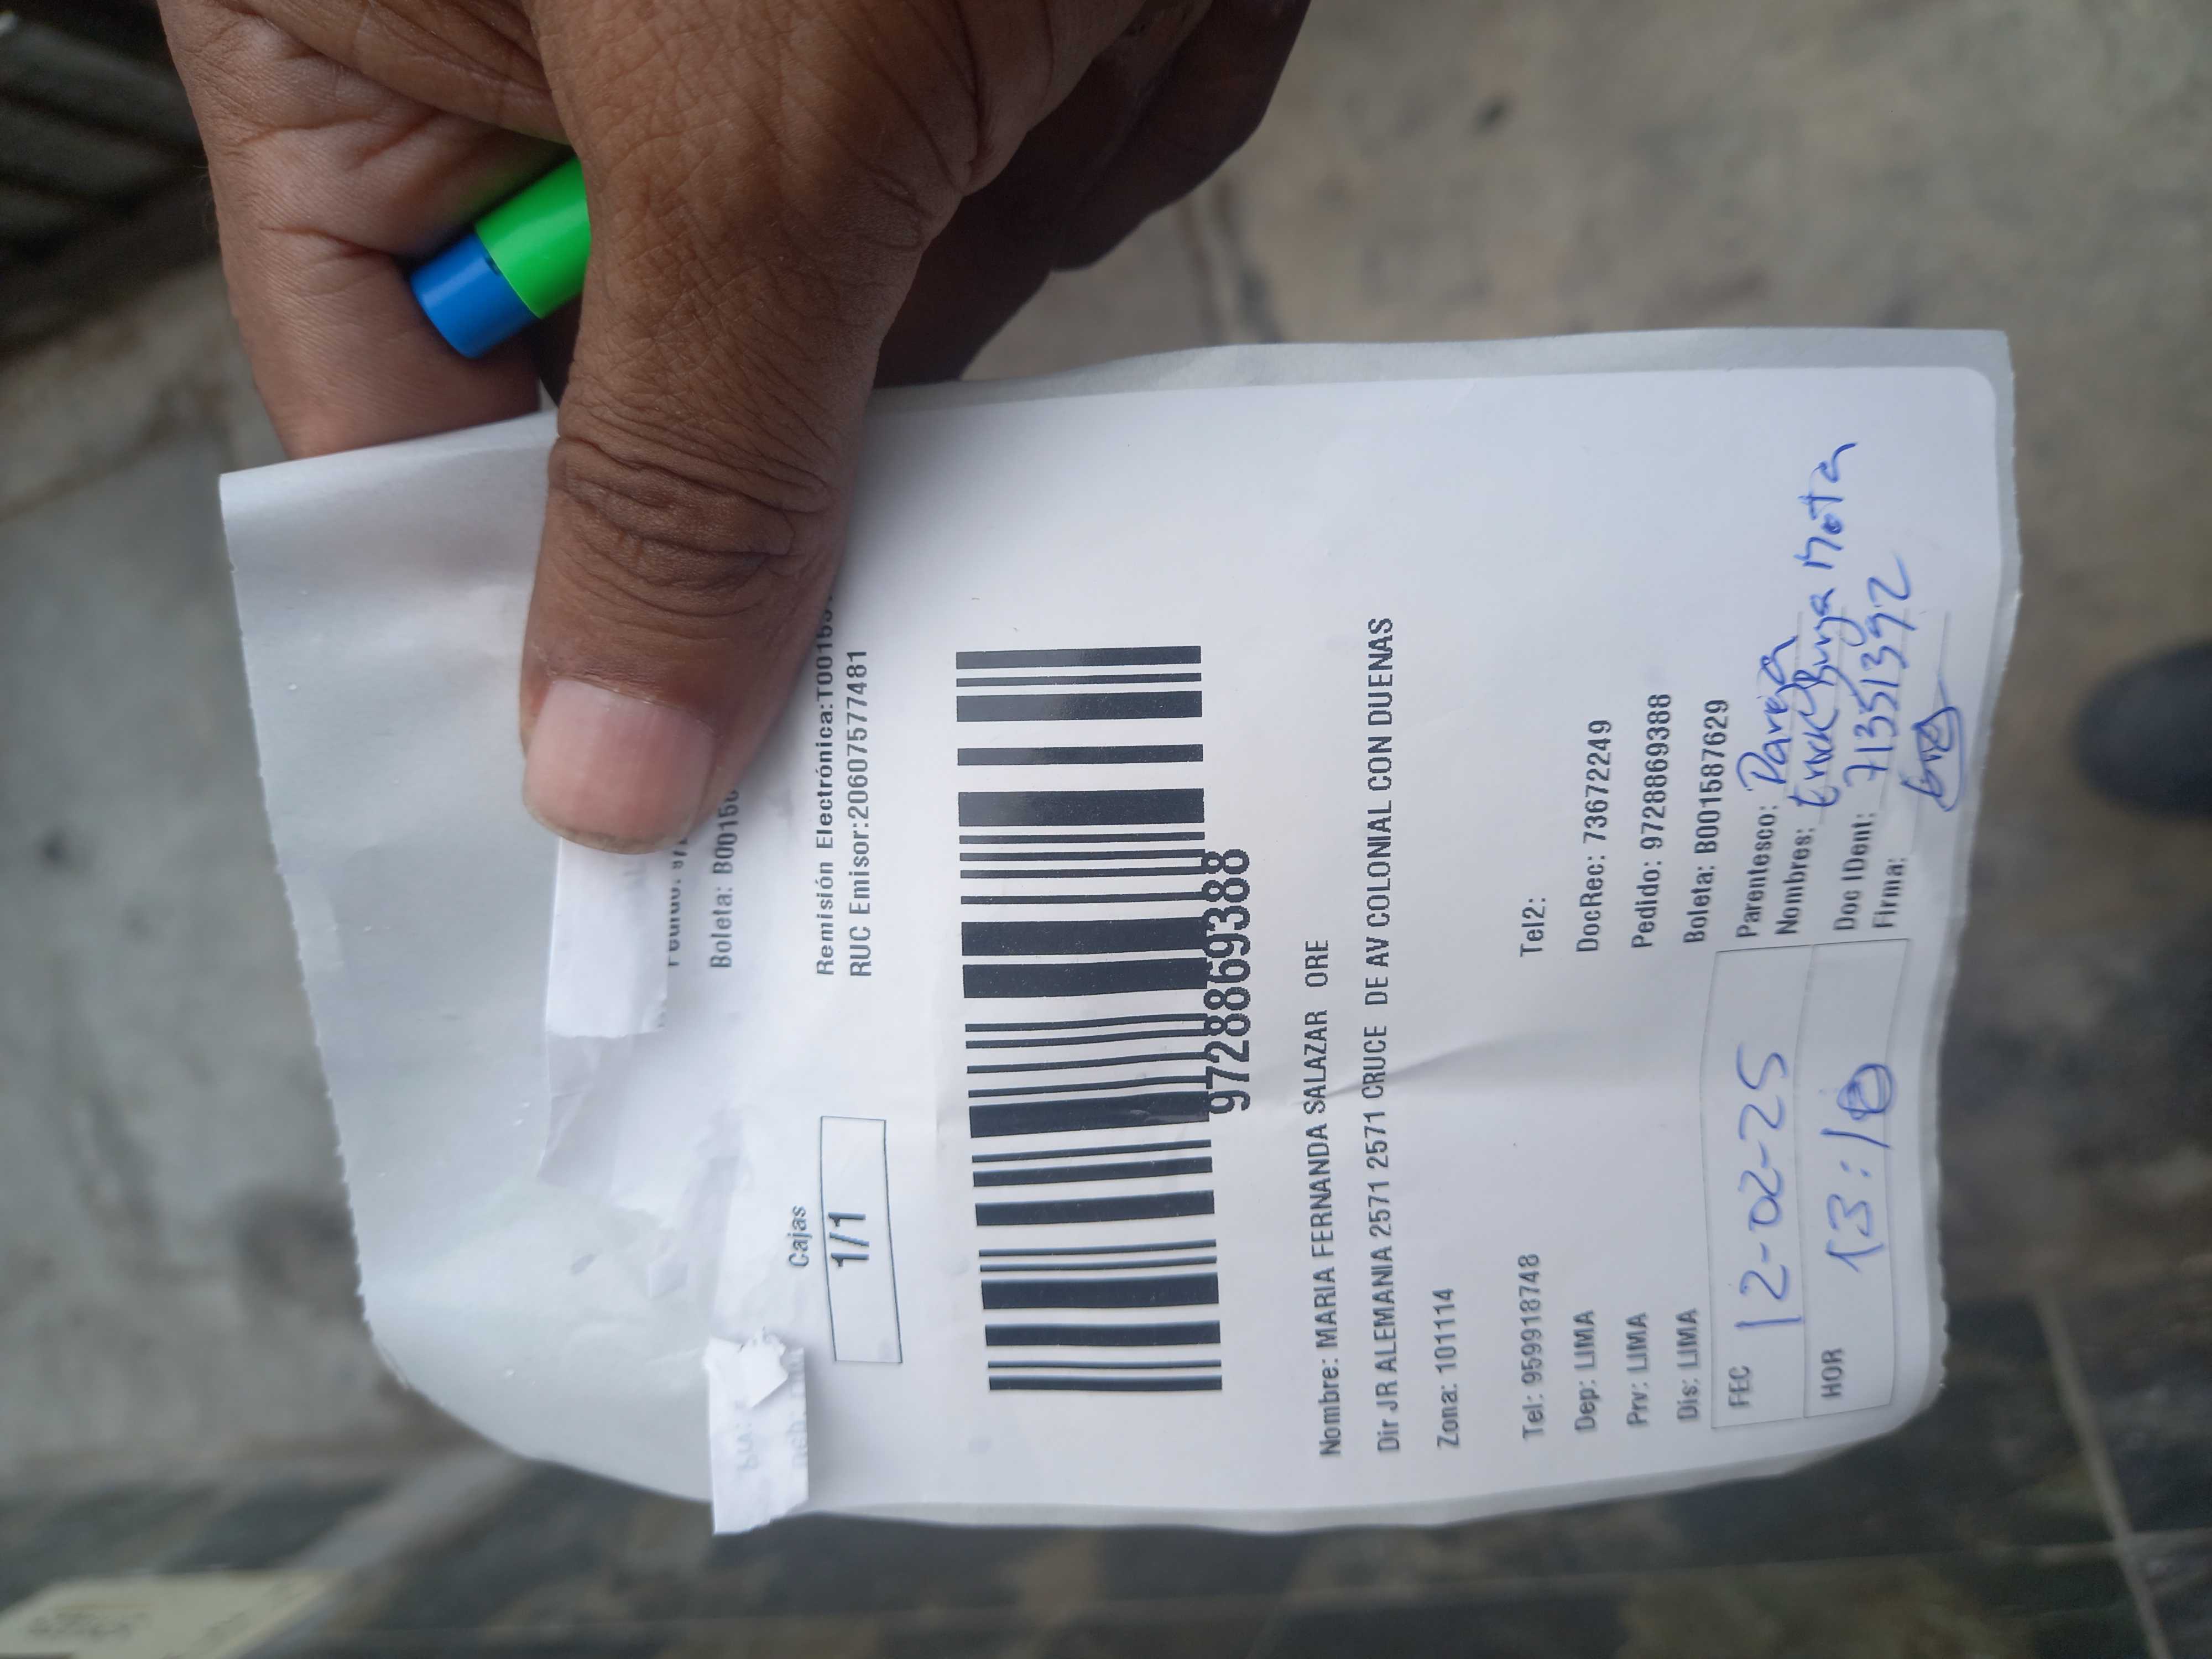 Boleta: B00156
Cajas
1/1
Remisión Electrónica:T00165
RUC Emisor:20607577481
9728869388
Nombre: MARIA FERNANDA SALAZAR ORE
Dir JR ALEMANIA 2571 2571 CRUCE DE AV COLONIAL CON DUENAS
Zona: 101114
Tel: 959918748 Tel2:
Dep: LIMA DocRec: 73672249
Prv: LIMA Pedido: 9728869388
Dis: LIMA Boleta: B001587629
FEC 12-02-25 Parentesco: Pareja
Nombres: Mota
HOR 13:10 Doc IDent: 71351392
Firma: